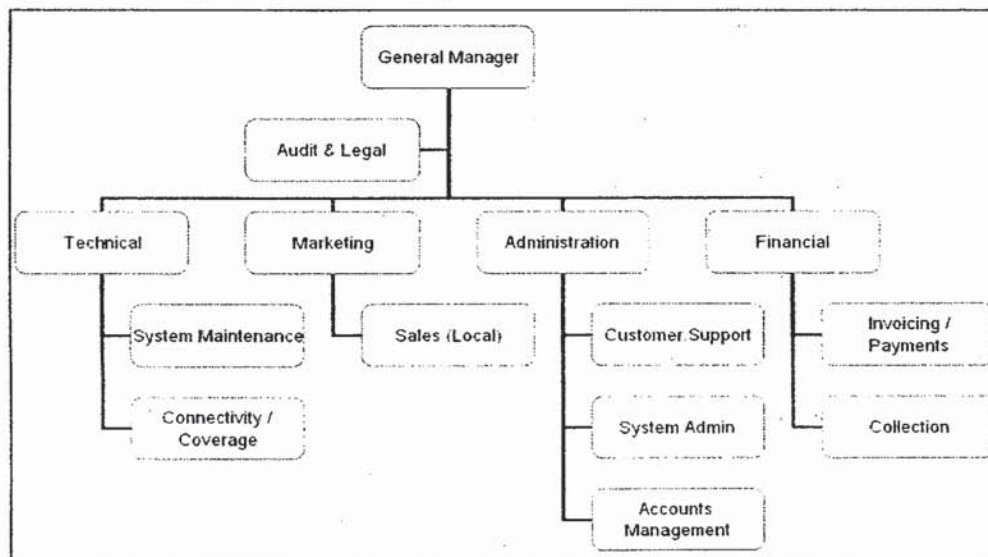 General Manager
Audit & Legal
Technical
Marketing
Administration
Financial
System Maintenance
Sales (Local)
Customer Support
Invoicing /
Payments
Connectivity /
Coverage
System Admin
Collection
Accounts
Management